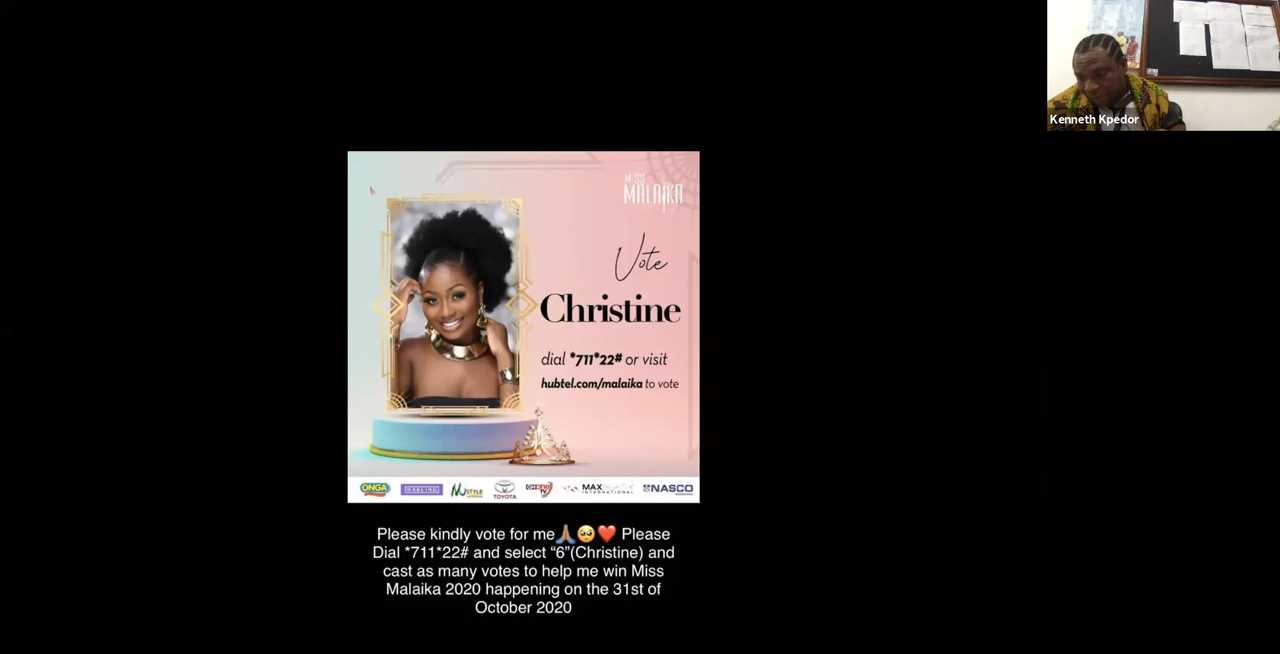 Kenneth Kpedor
MISS
MALAIKA
Vote
Christine
dial *711*22# or visit
hubtel.com/malaika to vote
ONGA
DARLING
NUSTYLE
TOYOTA
MAX
INTERNATIONAL
NASCO
Please kindly vote for me🙏🏽🥺❤️ Please
Dial *711*22# and select “6”(Christine) and
cast as many votes to help me win Miss
Malaika 2020 happening on the 31st of
October 2020